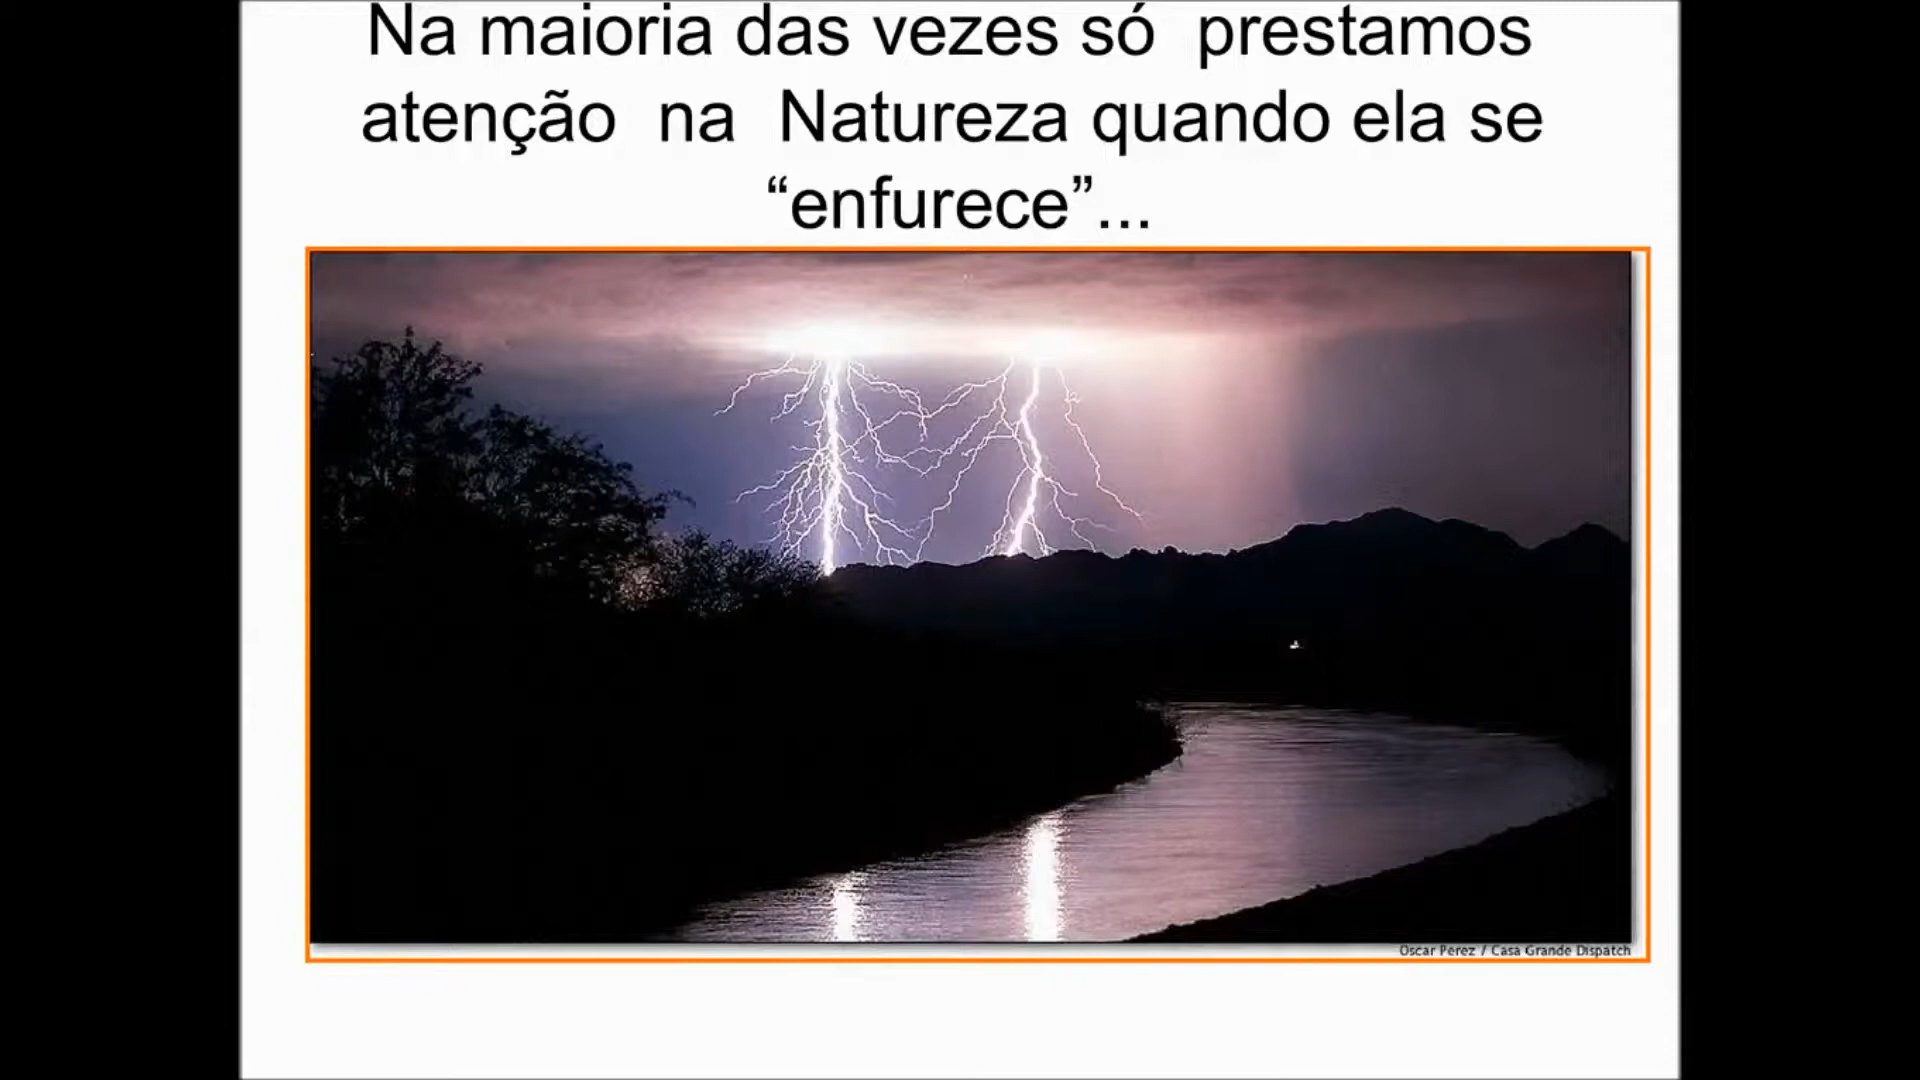 Na maioria das vezes só prestamos
atenção na Natureza quando ela se
“enfurece”...
Oscar Perez / Casa Grande Dispatch